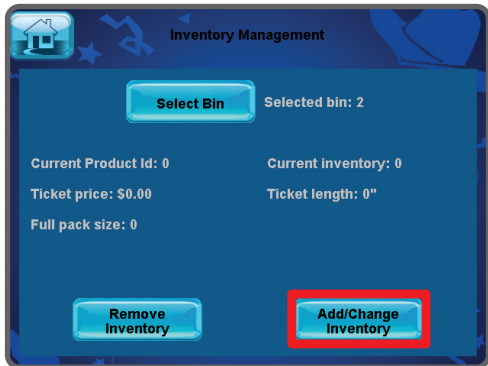 Inventory Management
Select Bin
Selected bin: 2
Current Product Id: 0
Current inventory: 0
Ticket price: $0.00
Ticket length: 0"
Full pack size: 0
Remove
Inventory
Add/Change
Inventory